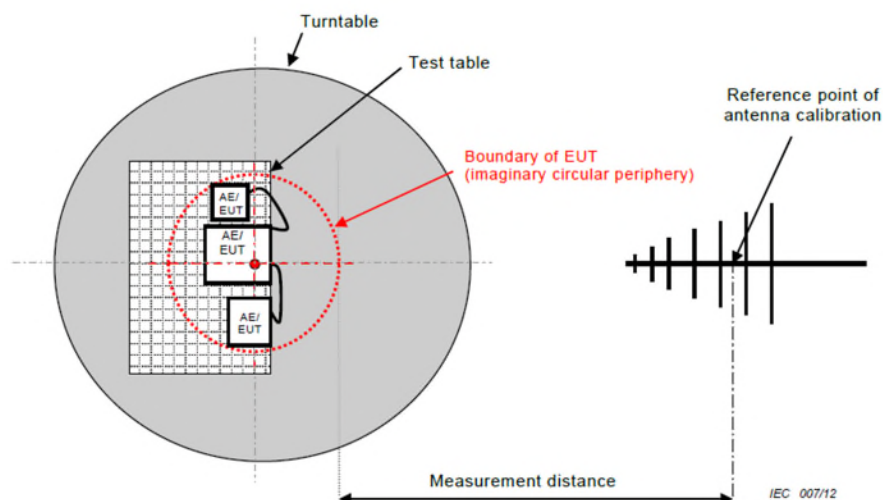 Turntable
Test table
Reference point of
antenna calibration
Boundary of EUT
(imaginary circular periphery)
AE/
EUT
AE/
EUT
AE/
EUT
Measurement distance
IEC 007/12